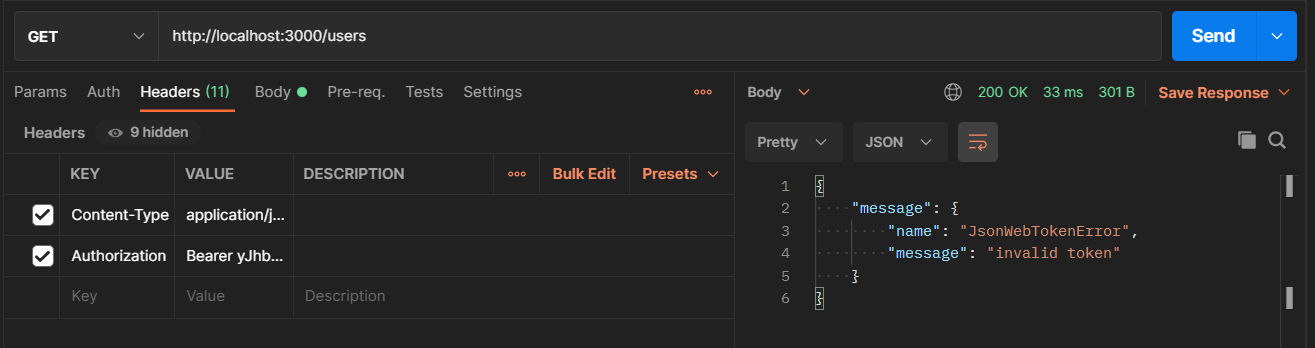 GET http://localhost:3000/users Send
Params Auth Headers (11) Body Pre-req. Tests Settings
Headers 9 hidden
KEY VALUE DESCRIPTION Bulk Edit Presets
Content-Type application/j...
Authorization Bearer yJhb...
Key Value Description
Body 200 OK 33 ms 301 B Save Response
Pretty JSON
1 {
2 "message": {
3 "name": "JsonWebTokenError",
4 "message": "invalid token"
5 }
6 }